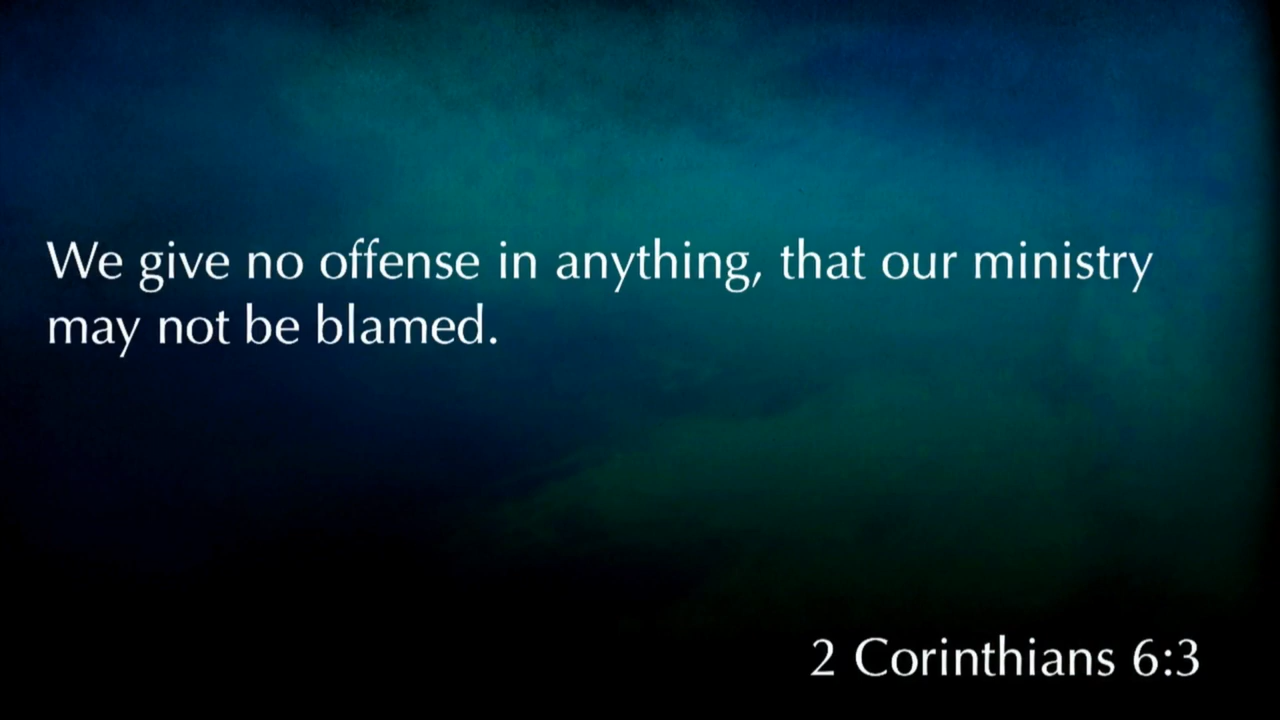 We give no offense in anything, that our ministry
may not be blamed.
2 Corinthians 6:3